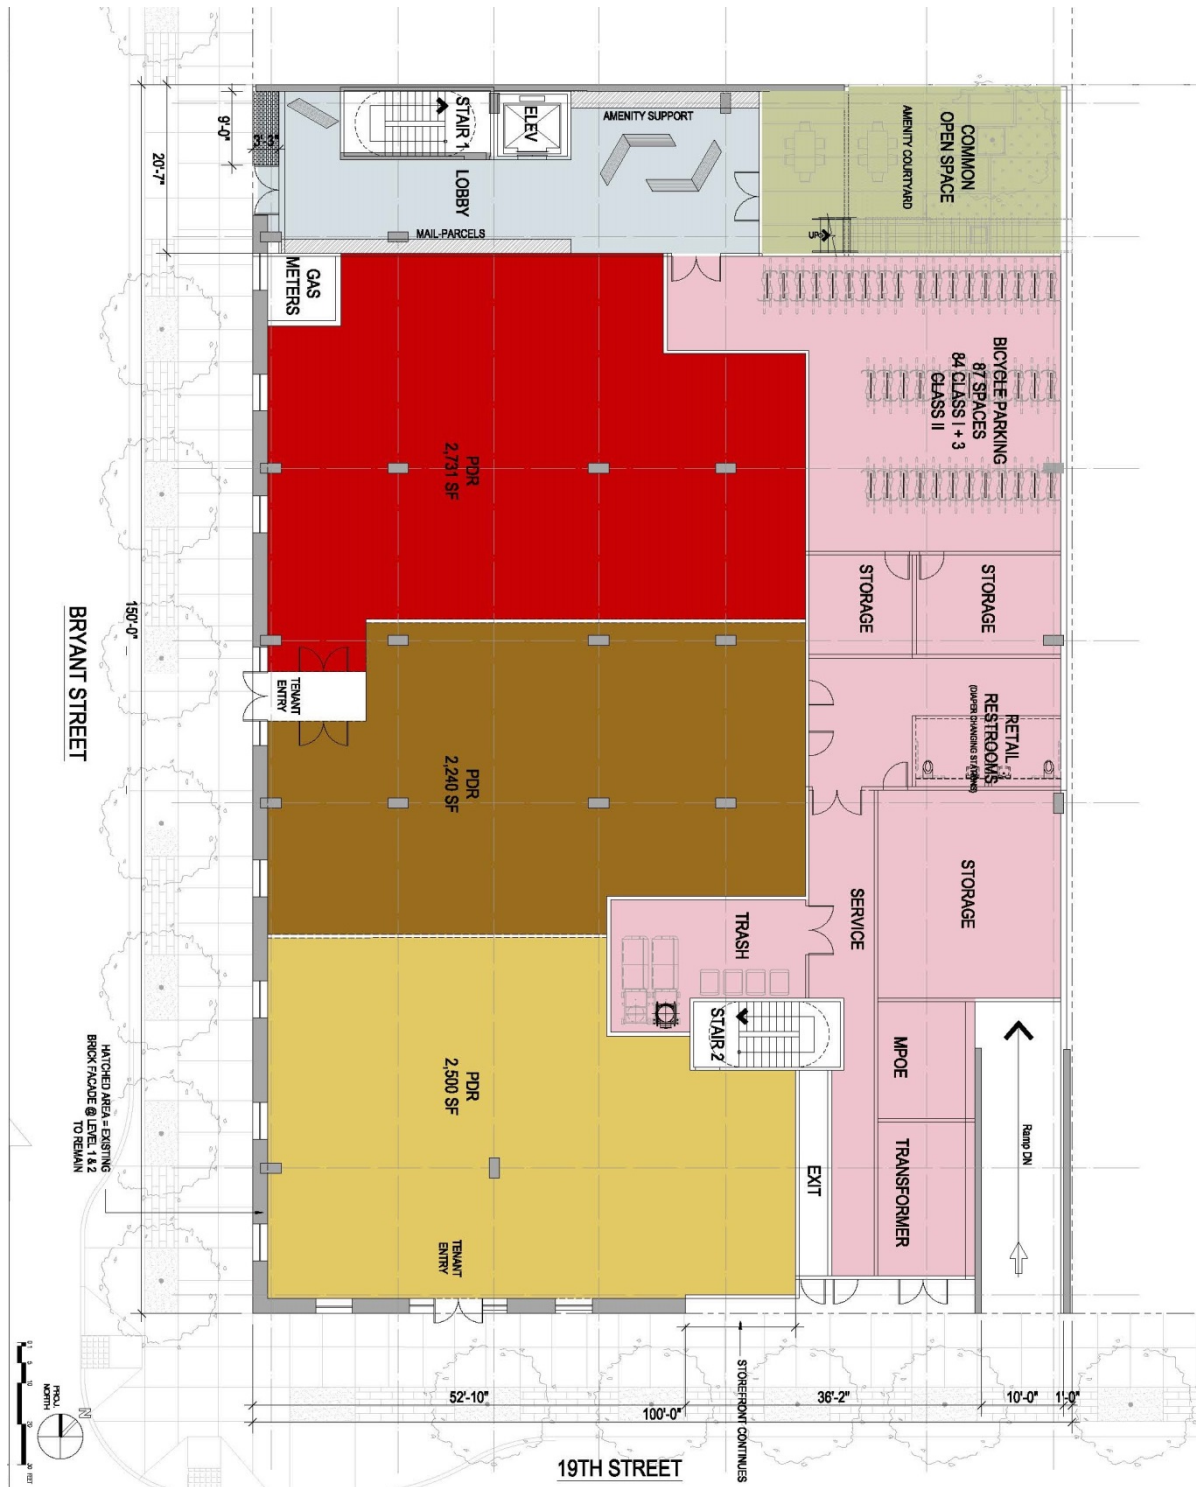 COMMON
OPEN SPACE
AMENITY COURTYARD
UP
AMENITY SUPPORT
ELEV
STAIR 1
LOBBY
MAIL-PARCELS
9'-0"
3'-3"
20'-7"
GAS
METERS
BICYCLE PARKING
87 SPACES
84 CLASS I + 3
CLASS II
PDR
2,731 SF
STORAGE
STORAGE
150'-0"
BRYANT STREET
TENANT
ENTRY
RETAIL
RESTROOMS
(DIAPER CHANGING STATIONS)
PDR
2,240 SF
STORAGE
SERVICE
TRASH
STAIR 2
MPOE
TRANSFORMER
Ramp DN
EXIT
PDR
2,500 SF
TENANT
ENTRY
HATCHED AREA = EXISTING
BRICK FACADE @ LEVEL 1 & 2
TO REMAIN
STOREFRONT CONTINUES
52'-10"
36'-2"
10'-0"
1'-0"
100'-0"
19TH STREET
PROJ.
NORTH
N